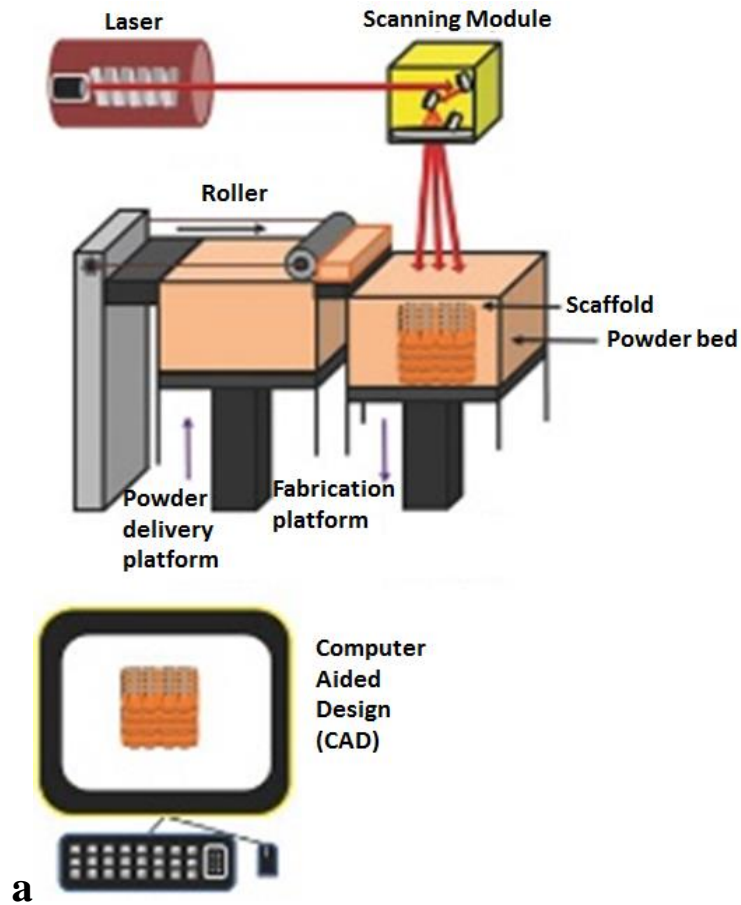 Laser
Scanning Module
Roller
Scaffold
Powder bed
Powder
delivery
platform
Fabrication
platform
Computer
Aided
Design
(CAD)
a